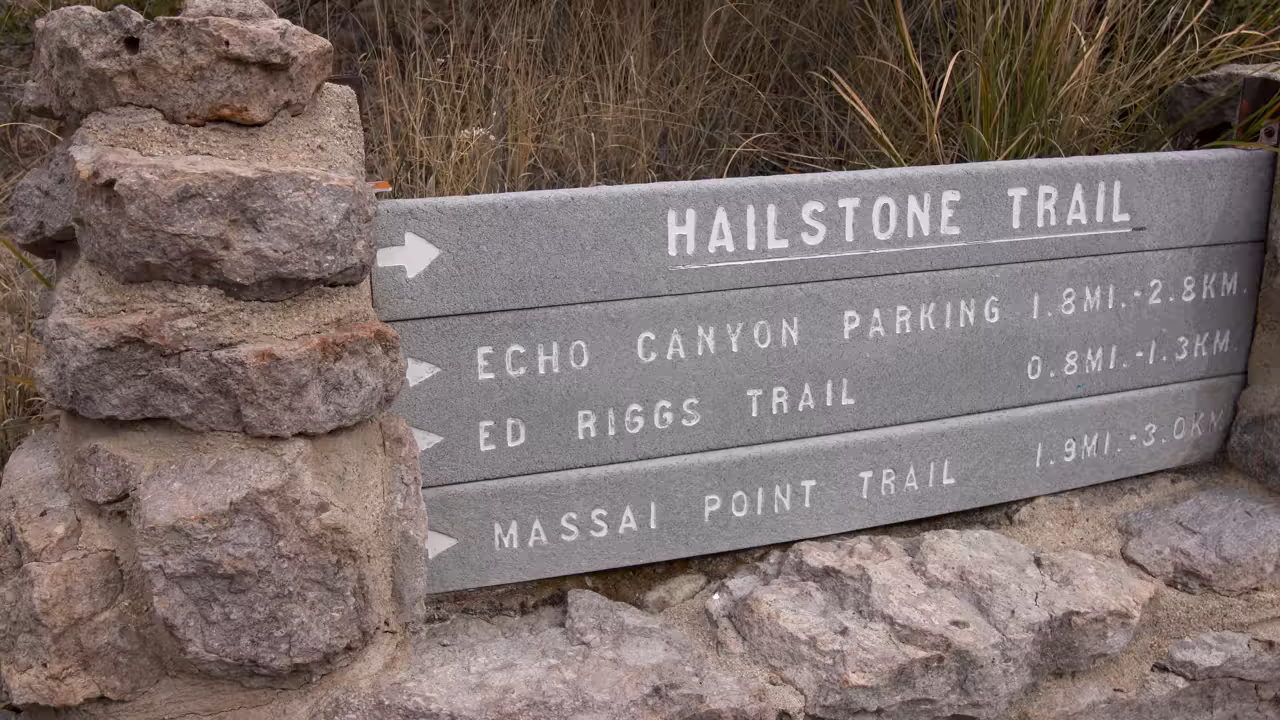 HAILSTONE TRAIL
ECHO CANYON PARKING 1.8MI.-2.8KM.
ED RIGGS TRAIL 0.8MI.-1.3KM.
MASSAI POINT TRAIL 1.9MI.-3.0KM